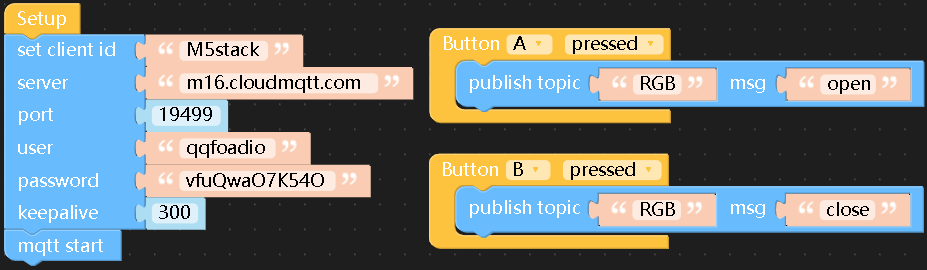 Setup
set client id “ M5stack ”
server “ m16.cloudmqtt.com ”
port 19499
user “ qqfoadio ”
password “ vfuQwaO7K54O ”
keepalive 300
mqtt start
Button A pressed
publish topic “ RGB ” msg “ open ”
Button B pressed
publish topic “ RGB ” msg “ close ”